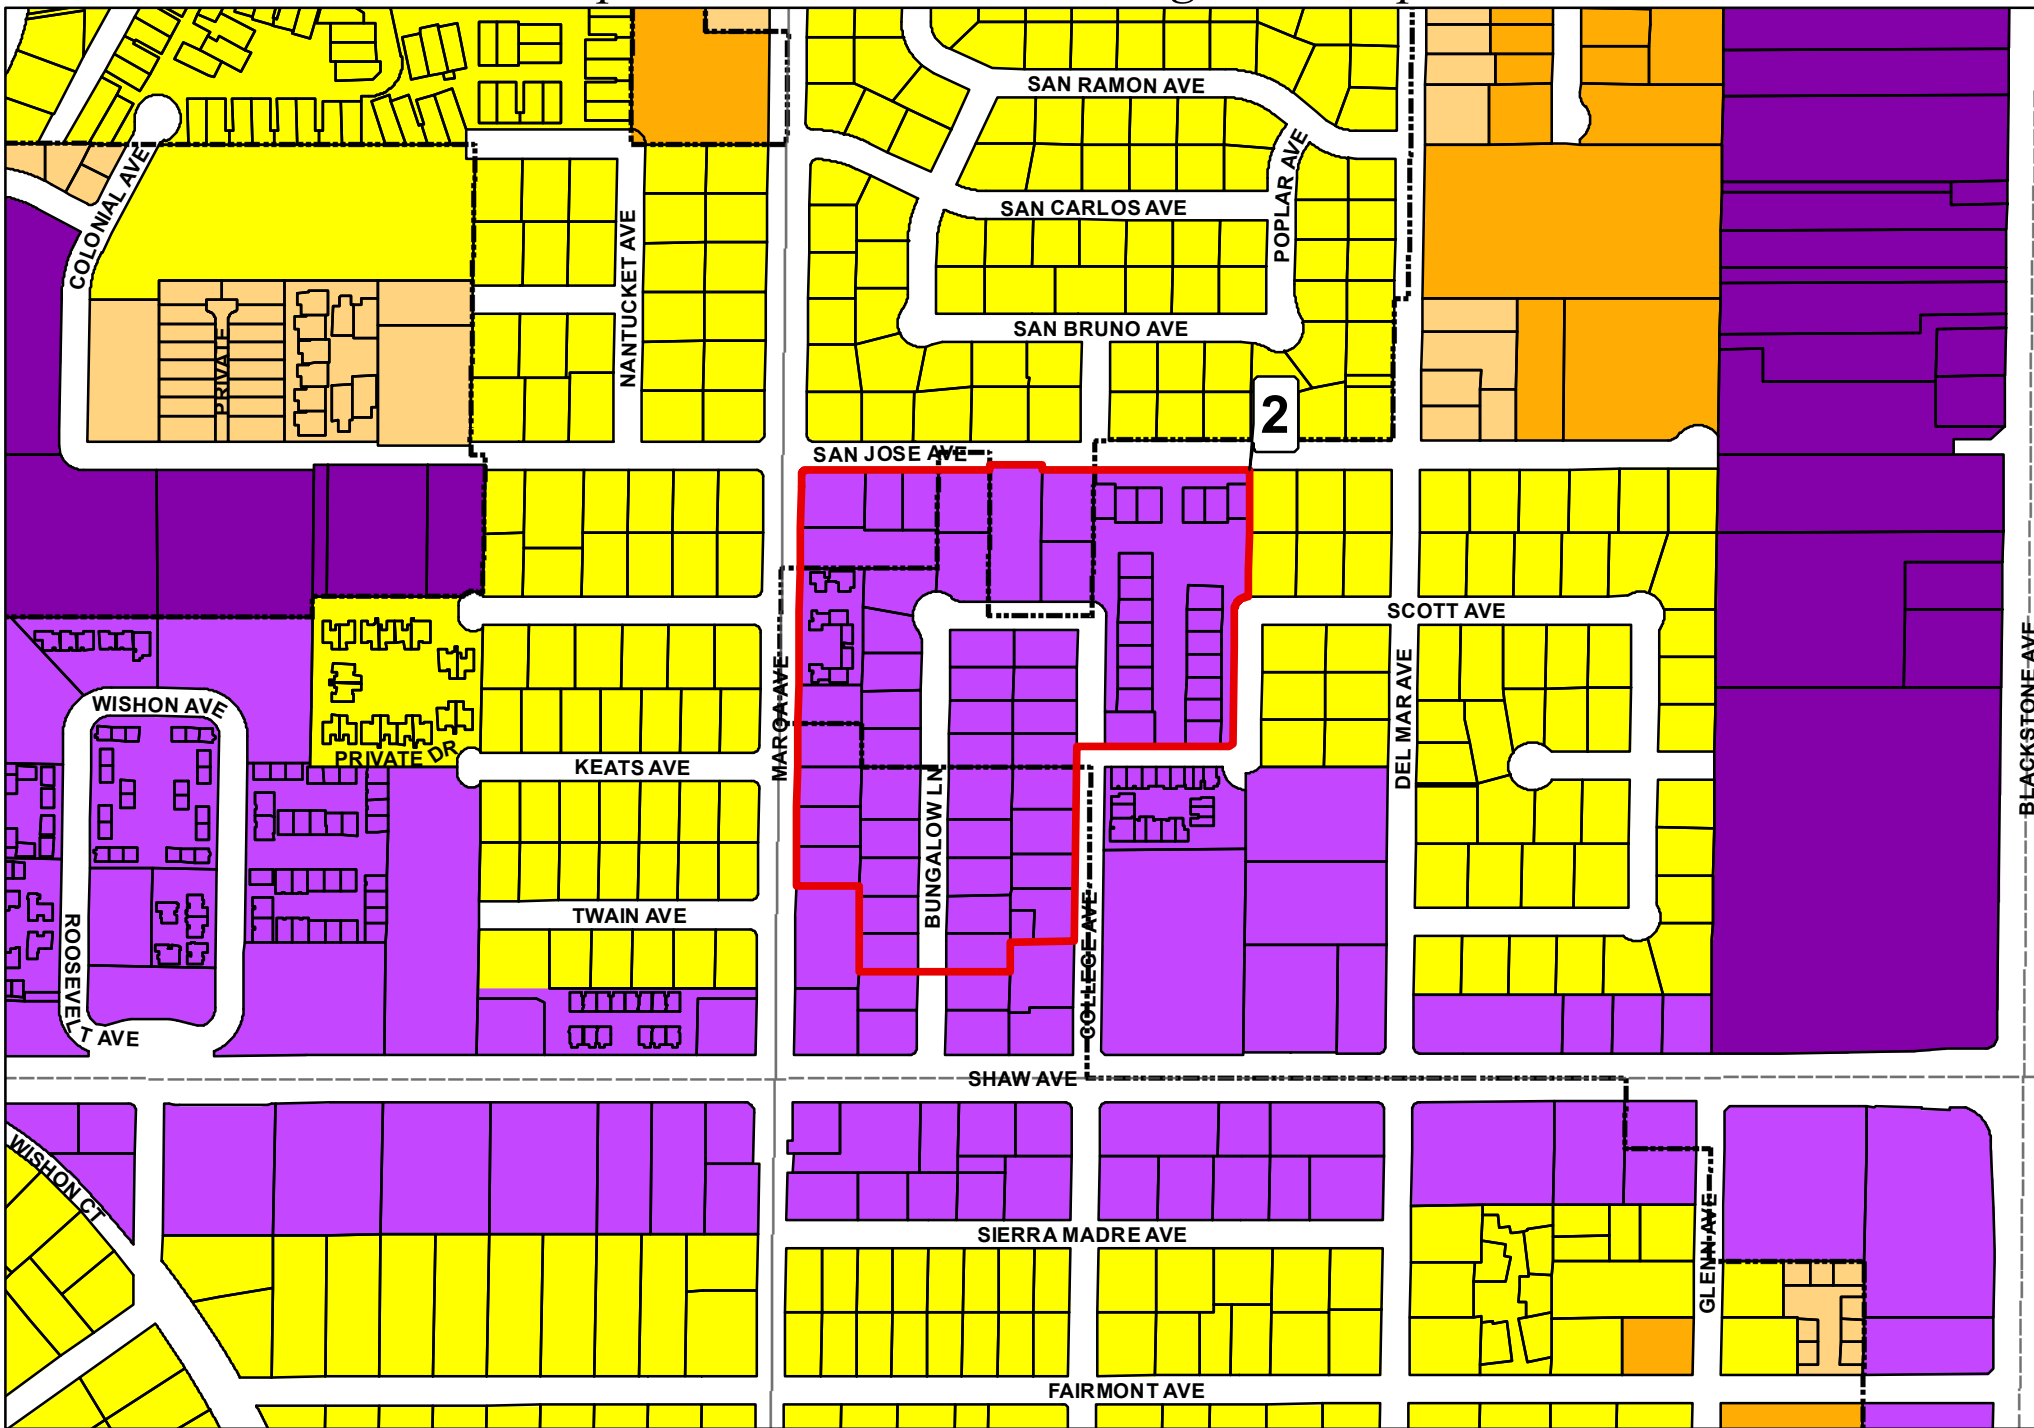 SAN RAMON AVE
COLONIAL AVE
POPLAR AVE
SAN CARLOS AVE
NANTUCKET AVE
SAN BRUNO AVE
PRIVATE
2
SAN JOSE AVE
SCOTT AVE
WISHON AVE
MAROA AVE
DEL MAR AVE
BLACKSTONE AVE
PRIVATE DR
KEATS AVE
BUNGALOW LN
TWAIN AVE
COLLEGE AVE
ROOSEVELT AVE
SHAW AVE
WISHON CT
SIERRA MADRE AVE
GLENN AVE
FAIRMONT AVE